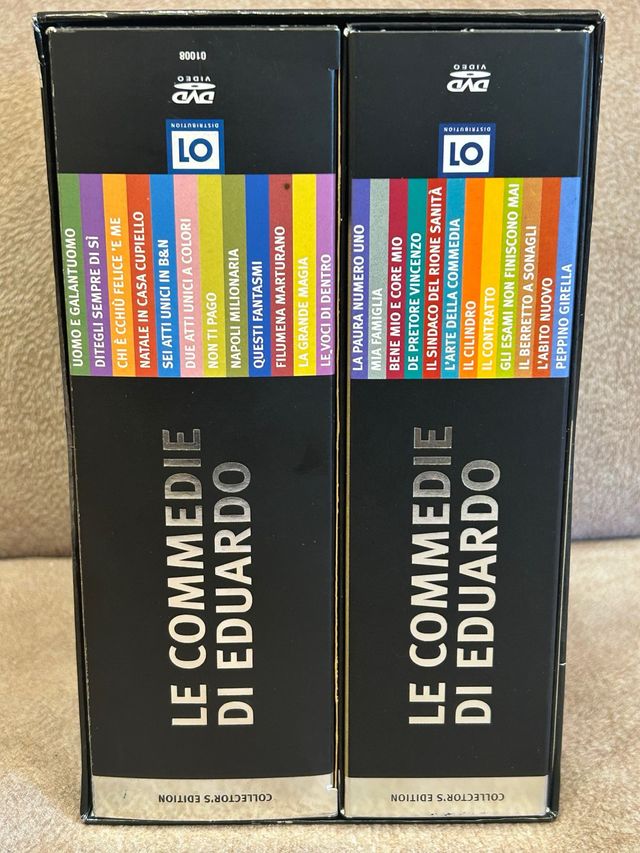 01008
DVD
VIDEO
01
DISTRIBUTION
UOMO E GALANTUOMO
DITEGLI SEMPRE DI SÌ
CHI È CCHIÙ FELICE 'E ME
NATALE IN CASA CUPIELLO
SEI ATTI UNICI IN B&N
DUE ATTI UNICI A COLORI
NON TI PAGO
NAPOLI MILIONARIA
QUESTI FANTASMI
FILUMENA MARTURANO
LA GRANDE MAGIA
LE VOCI DI DENTRO
LE COMMEDIE
DI EDUARDO
COLLECTOR'S EDITION
DVD
VIDEO
01
DISTRIBUTION
LA PAURA NUMERO UNO
MIA FAMIGLIA
BENE MIO E CORE MIO
DE PRETORE VINCENZO
IL SINDACO DEL RIONE SANITÀ
L'ARTE DELLA COMMEDIA
IL CILINDRO
IL CONTRATTO
GLI ESAMI NON FINISCONO MAI
IL BERRETTO A SONAGLI
L'ABITO NUOVO
PEPPINO GIRELLA
LE COMMEDIE
DI EDUARDO
COLLECTOR'S EDITION